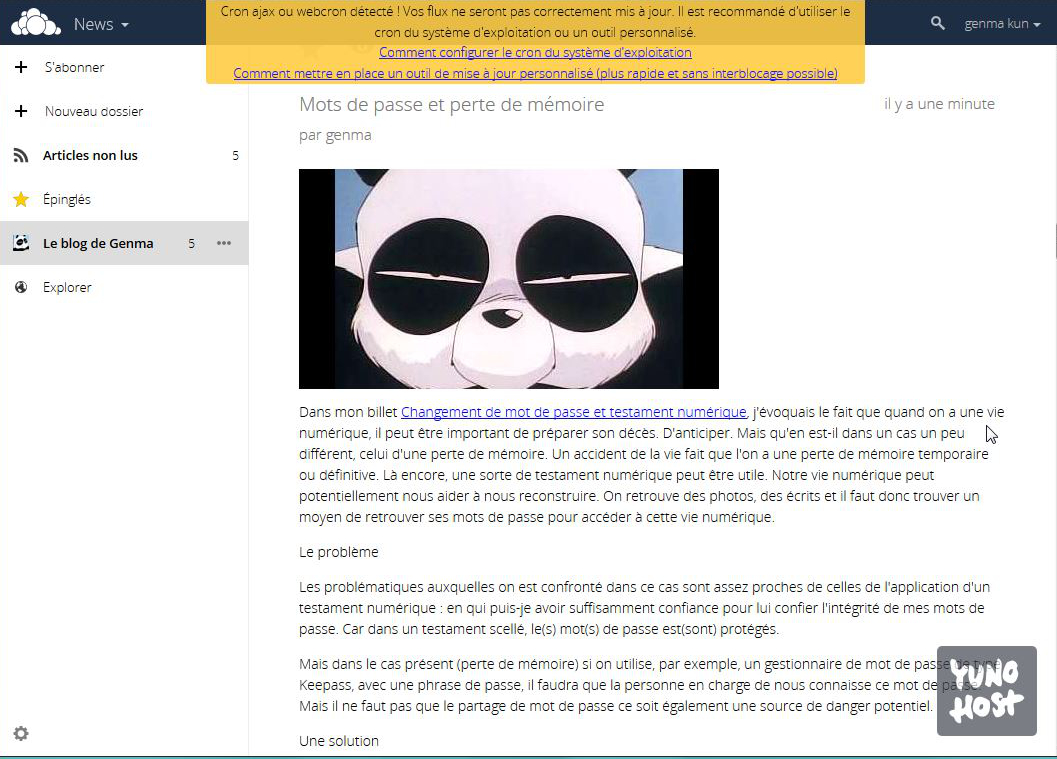 News
Cron ajax ou webcron détecté ! Vos flux ne seront pas correctement mis à jour. Il est recommandé d'utiliser le
cron du système d'exploitation ou un outil personnalisé.
Comment configurer le cron du système d'exploitation
Comment mettre en place un outil de mise à jour personnalisé (plus rapide et sans interblocage possible)
genma kun
S'abonner
Nouveau dossier
Articles non lus 5
Épinglés
Le blog de Genma 5
Explorer
Mots de passe et perte de mémoire
il y a une minute
par genma
Dans mon billet Changement de mot de passe et testament numérique, j'évoquais le fait que quand on a une vie
numérique, il peut être important de préparer son décès. D'anticiper. Mais qu'en est-il dans un cas un peu
différent, celui d'une perte de mémoire. Un accident de la vie fait que l'on a une perte de mémoire temporaire
ou définitive. Là encore, une sorte de testament numérique peut être utile. Notre vie numérique peut
potentiellement nous aider à nous reconstruire. On retrouve des photos, des écrits et il faut donc trouver un
moyen de retrouver ses mots de passe pour accéder à cette vie numérique.
Le problème
Les problématiques auxquelles on est confronté dans ce cas sont assez proches de celles de l'application d'un
testament numérique : en qui puis-je avoir suffisamment confiance pour lui confier l'intégrité de mes mots de
passe. Car dans un testament scellé, le(s) mot(s) de passe est(sont) protégés.
Mais dans le cas présent (perte de mémoire) si on utilise, par exemple, un gestionnaire de mot de passe de type
Keepass, avec une phrase de passe, il faudra que la personne en charge de nous connaisse ce mot de passe.
Mais il ne faut pas que le partage de mot de passe ce soit également une source de danger potentiel.
Une solution
YUNO
HOST